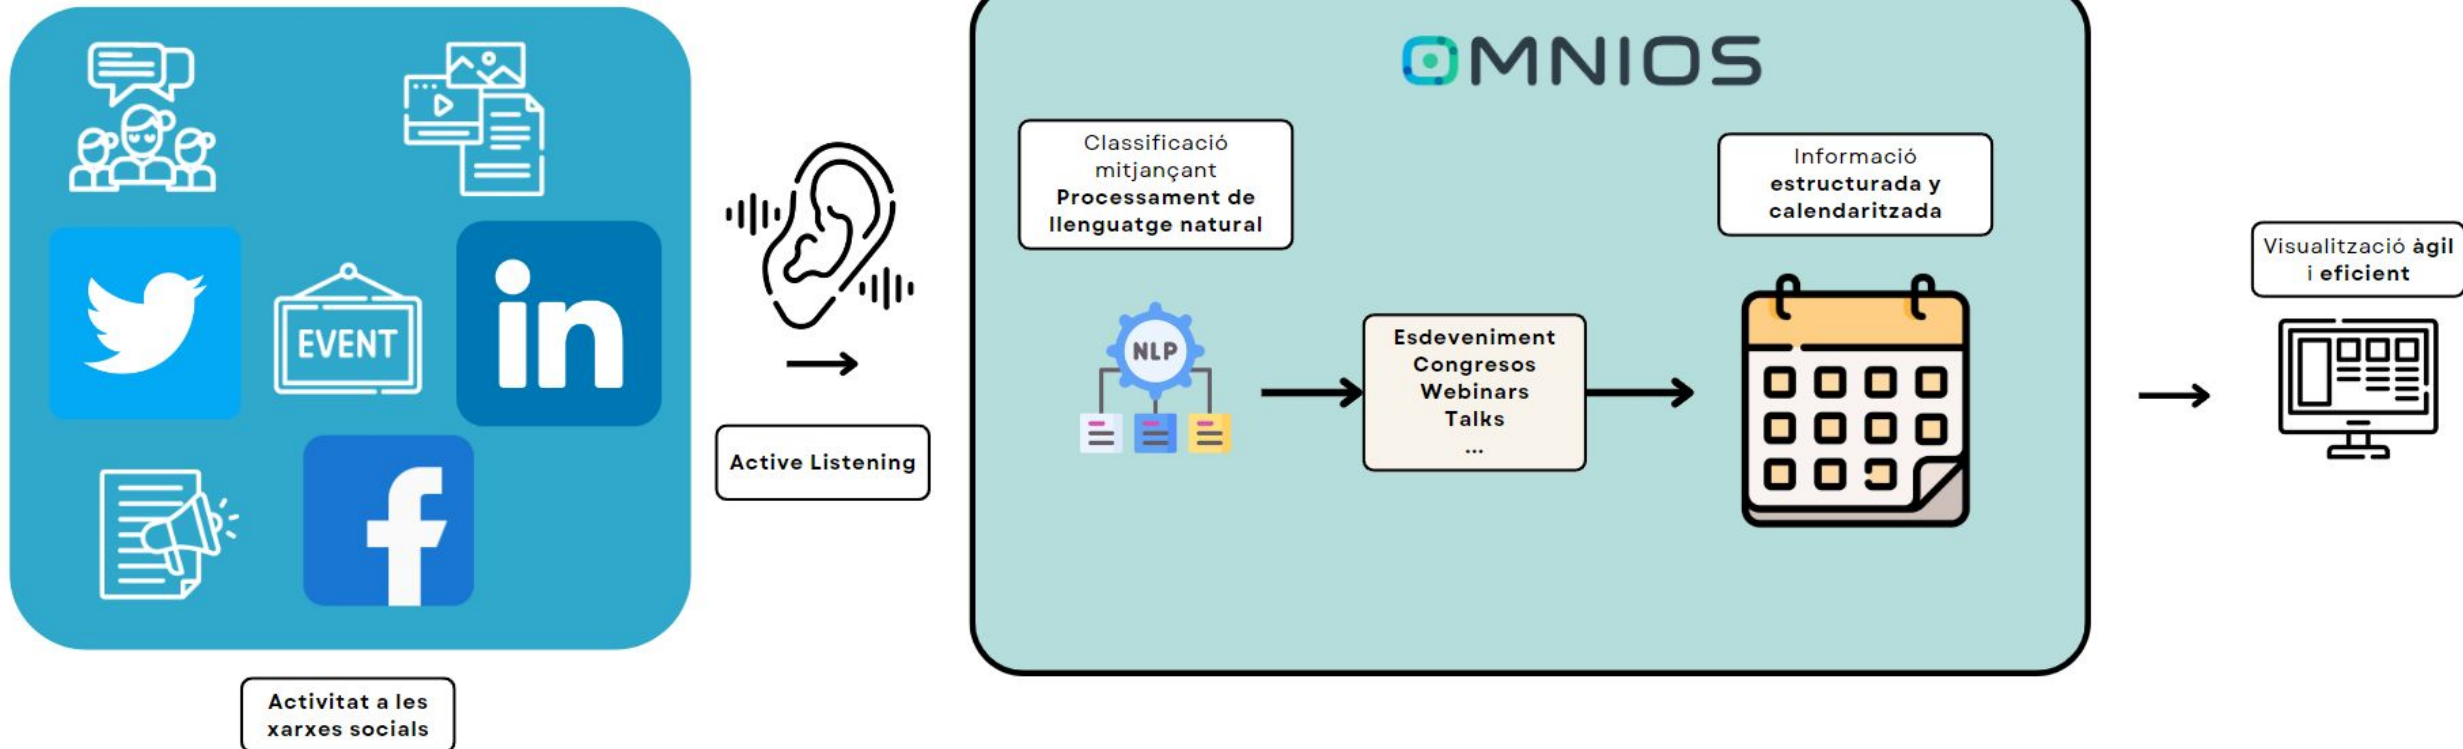 EVENT
in
f
Activitat a les
xarxes socials
Active Listening
OMNIOS
Classificació
mitjançant
Processament de
llenguatge natural
NLP
Esdeveniment
Congresos
Webinars
Talks
...
Informació
estructurada y
calendaritzada
Visualització àgil
i eficient